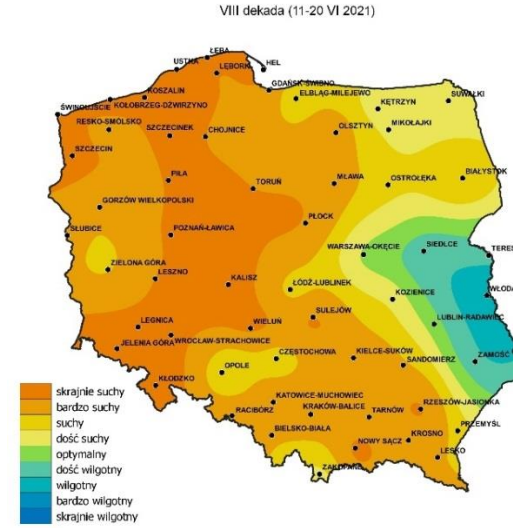 VIII dekada (11-20 VI 2021)
ŁEBA
USTKA
LĘBORK
HEL
KOSZALIN
GDAŃSK-ŚWIBNO
ŚWINOUJŚCIE
KOŁOBRZEG-DŹWIRZYNO
ELBLĄG-MILEJEWO
SUWAŁKI
KĘTRZYN
RESKO-SMÓLSKO
SZCZECINEK
CHOJNICE
OLSZTYN
MIKOŁAJKI
SZCZECIN
PIŁA
TORUŃ
MŁAWA
OSTROŁĘKA
BIAŁYSTOK
GORZÓW WIELKOPOLSKI
PŁOCK
SŁUBICE
POZNAŃ-ŁAWICA
WARSZAWA-OKĘCIE
SIEDLCE
TERES
ZIELONA GÓRA
LESZNO
KALISZ
ŁÓDŹ-LUBLINEK
KOZIENICE
WŁODA
SULEJÓW
LUBLIN-RADAWIEC
LEGNICA
WROCŁAW-STRACHOWICE
WIELUŃ
JELENIA GÓRA
CZĘSTOCHOWA
KIELCE-SUKÓW
SANDOMIERZ
ZAMOŚĆ
OPOLE
KŁODZKO
KATOWICE-MUCHOWIEC
RZESZÓW-JASIONKA
RACIBÓRZ
KRAKÓW-BALICE
TARNÓW
PRZEMYŚL
BIELSKO-BIAŁA
NOWY SĄCZ
KROSNO
LESKO
ZAKOPANE
skrajnie suchy
bardzo suchy
suchy
dość suchy
optymalny
dość wilgotny
wilgotny
bardzo wilgotny
skrajnie wilgotny